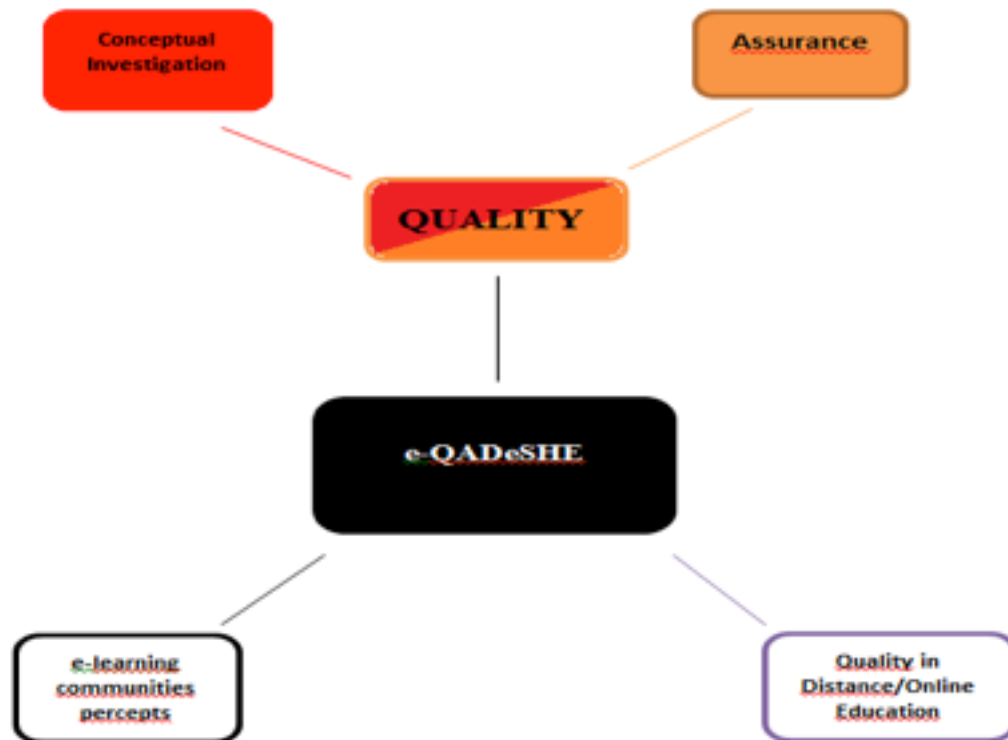 Conceptual
Investigation
Assurance
QUALITY
e-QADeSHE
e-learning
communities
percepts
Quality in
Distance/Online
Education